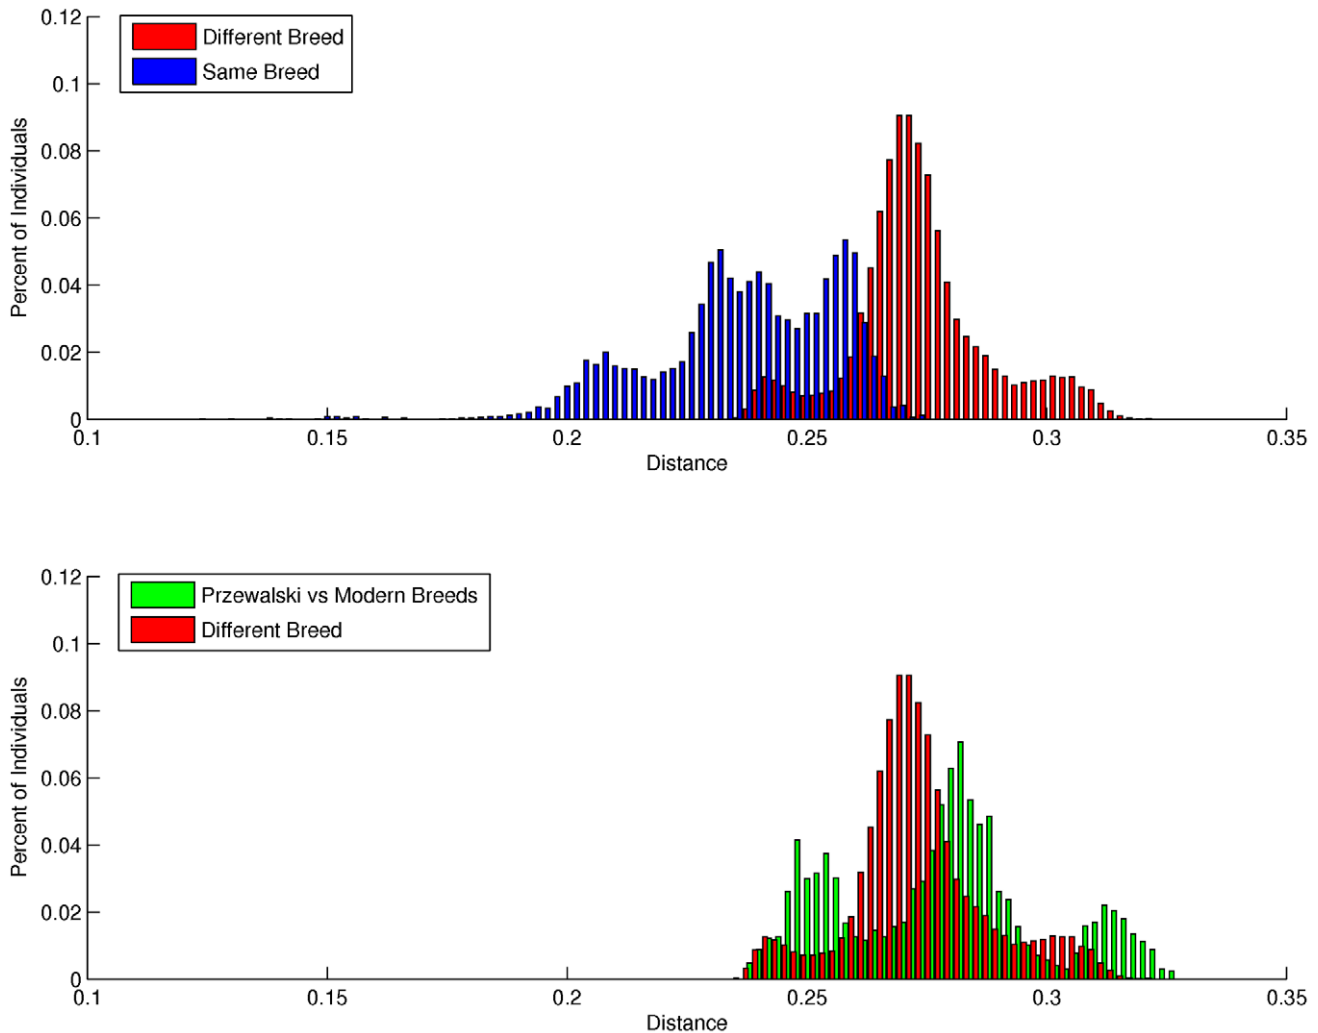 0.12
Different Breed
Same Breed
0.1
0.08
0.06
0.04
0.02
0
Percent of Individuals
0.1 0.15 0.2 0.25 0.3 0.35
Distance
0.12
Przewalski vs Modern Breeds
Different Breed
0.1
0.08
0.06
0.04
0.02
0
Percent of Individuals
0.1 0.15 0.2 0.25 0.3 0.35
Distance